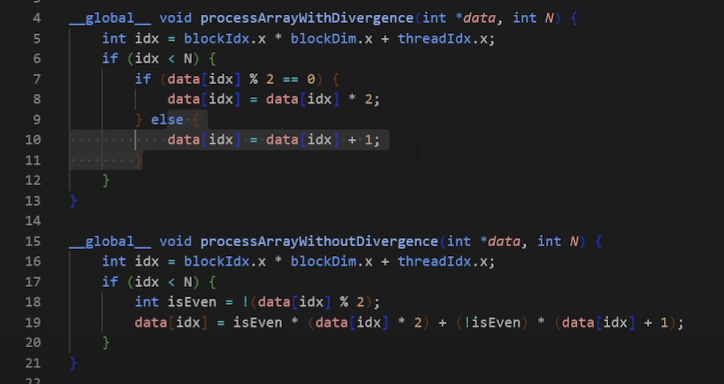 4 __global__ void processArrayWithDivergence(int *data, int N) {
5 int idx = blockIdx.x * blockDim.x + threadIdx.x;
6 if (idx < N) {
7 if (data[idx] % 2 == 0) {
8 data[idx] = data[idx] * 2;
9 } else {
10 data[idx] = data[idx] + 1;
11 }
12 }
13 }
14
15 __global__ void processArrayWithoutDivergence(int *data, int N) {
16 int idx = blockIdx.x * blockDim.x + threadIdx.x;
17 if (idx < N) {
18 int isEven = !(data[idx] % 2);
19 data[idx] = isEven * (data[idx] * 2) + (!isEven) * (data[idx] + 1);
20 }
21 }
22